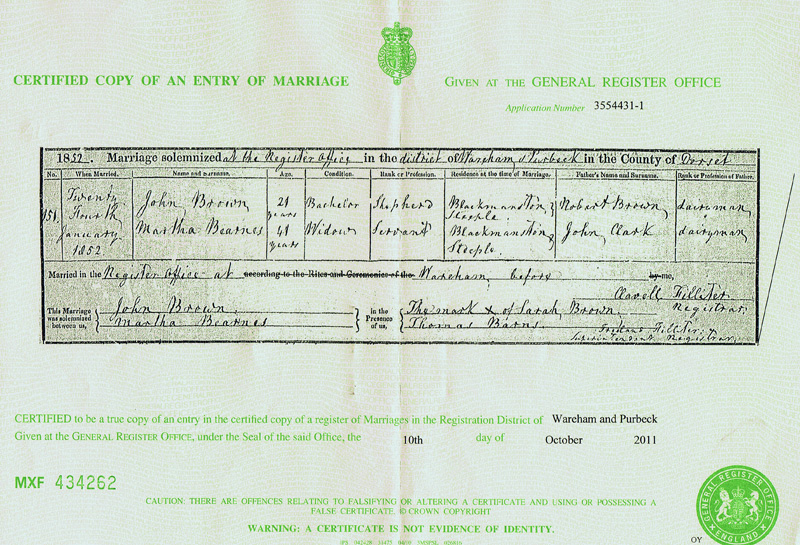 CERTIFIED COPY OF AN ENTRY OF MARRIAGE
GIVEN AT THE GENERAL REGISTER OFFICE
Application Number 3554431-1
1852. Marriage solemnized at the Register Office in the district of Wareham & Purbeck in the County of Dorset
No. When Married. Name and Surname. Age. Condition. Rank or Profession. Residence at the time of Marriage. Father's Name and Surname. Rank or Profession of Father.
151 Twenty Fourth January 1852.
John Brown 21 years Bachelor Shepherd Blackmanston Steeple. Robart Brown dairyman
Martha Bearnes 41 years Widow Servant Blackmanston Steeple. John Clark dairyman
Married in the Register Office at according to the Rites and Ceremonies of the Wareham, before by me,
Clavell Filliter
Registrar
This Marriage was solemnized between us,
John Brown
Martha Bearnes
in the Presence of us,
The mark x of Sarah Brown.
Thomas Barns.
Filliter
Superintendent Registrar
CERTIFIED to be a true copy of an entry in the certified copy of a register of Marriages in the Registration District of Wareham and Purbeck
Given at the GENERAL REGISTER OFFICE, under the Seal of the said Office, the 10th day of October 2011
MXF 434262
CAUTION: THERE ARE OFFENCES RELATING TO FALSIFYING OR ALTERING A CERTIFICATE AND USING OR POSSESSING A
FALSE CERTIFICATE © CROWN COPYRIGHT
WARNING: A CERTIFICATE IS NOT EVIDENCE OF IDENTITY.
GENERAL REGISTER OFFICE
ENGLAND
OY